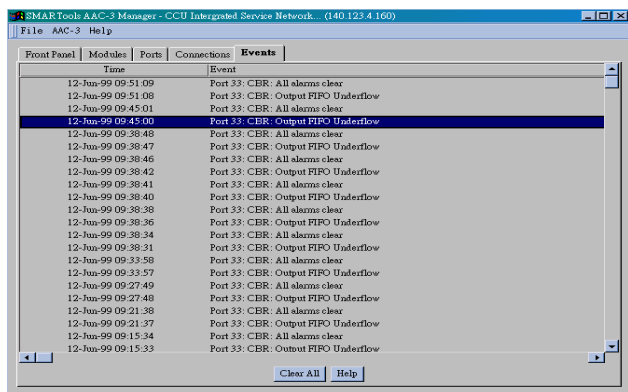 SMARTools AAC-3 Manager - CCU Intergrated Service Network... (140.123.4.160)
File AAC-3 Help
Front Panel Modules Ports Connections Events
Time Event
12-Jun-99 09:51:09 Port 33: CBR: All alarms clear
12-Jun-99 09:51:08 Port 33: CBR: Output FIFO Underflow
12-Jun-99 09:45:01 Port 33: CBR: All alarms clear
12-Jun-99 09:45:00 Port 33: CBR: Output FIFO Underflow
12-Jun-99 09:38:48 Port 33: CBR: All alarms clear
12-Jun-99 09:38:47 Port 33: CBR: Output FIFO Underflow
12-Jun-99 09:38:46 Port 33: CBR: All alarms clear
12-Jun-99 09:38:42 Port 33: CBR: Output FIFO Underflow
12-Jun-99 09:38:41 Port 33: CBR: All alarms clear
12-Jun-99 09:38:40 Port 33: CBR: Output FIFO Underflow
12-Jun-99 09:38:38 Port 33: CBR: All alarms clear
12-Jun-99 09:38:36 Port 33: CBR: Output FIFO Underflow
12-Jun-99 09:38:34 Port 33: CBR: All alarms clear
12-Jun-99 09:38:31 Port 33: CBR: Output FIFO Underflow
12-Jun-99 09:33:58 Port 33: CBR: All alarms clear
12-Jun-99 09:33:57 Port 33: CBR: Output FIFO Underflow
12-Jun-99 09:27:49 Port 33: CBR: All alarms clear
12-Jun-99 09:27:48 Port 33: CBR: Output FIFO Underflow
12-Jun-99 09:21:38 Port 33: CBR: All alarms clear
12-Jun-99 09:21:37 Port 33: CBR: Output FIFO Underflow
12-Jun-99 09:15:34 Port 33: CBR: All alarms clear
12-Jun-99 09:15:33 Port 33: CBR: Output FIFO Underflow
Clear All Help